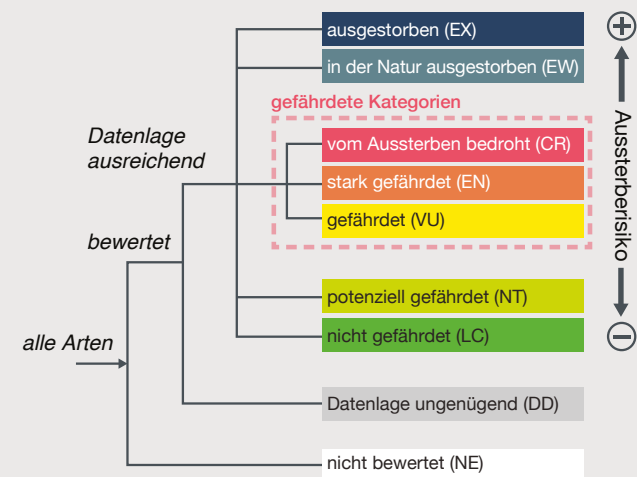 ausgestorben (EX)
in der Natur ausgestorben (EW)
gefährdete Kategorien
Datenlage
ausreichend
vom Aussterben bedroht (CR)
stark gefährdet (EN)
gefährdet (VU)
bewertet
potenziell gefährdet (NT)
nicht gefährdet (LC)
alle Arten
Datenlage ungenügend (DD)
nicht bewertet (NE)
+
Aussterberisiko
−